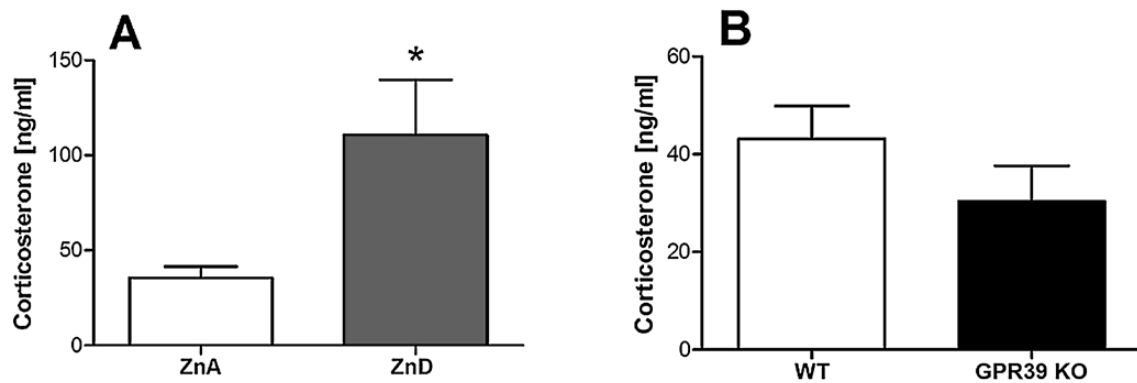 A
Corticosterone [ng/ml]
150
100
50
0
*
ZnA
ZnD
B
Corticosterone [ng/ml]
60
40
20
0
WT
GPR39 KO